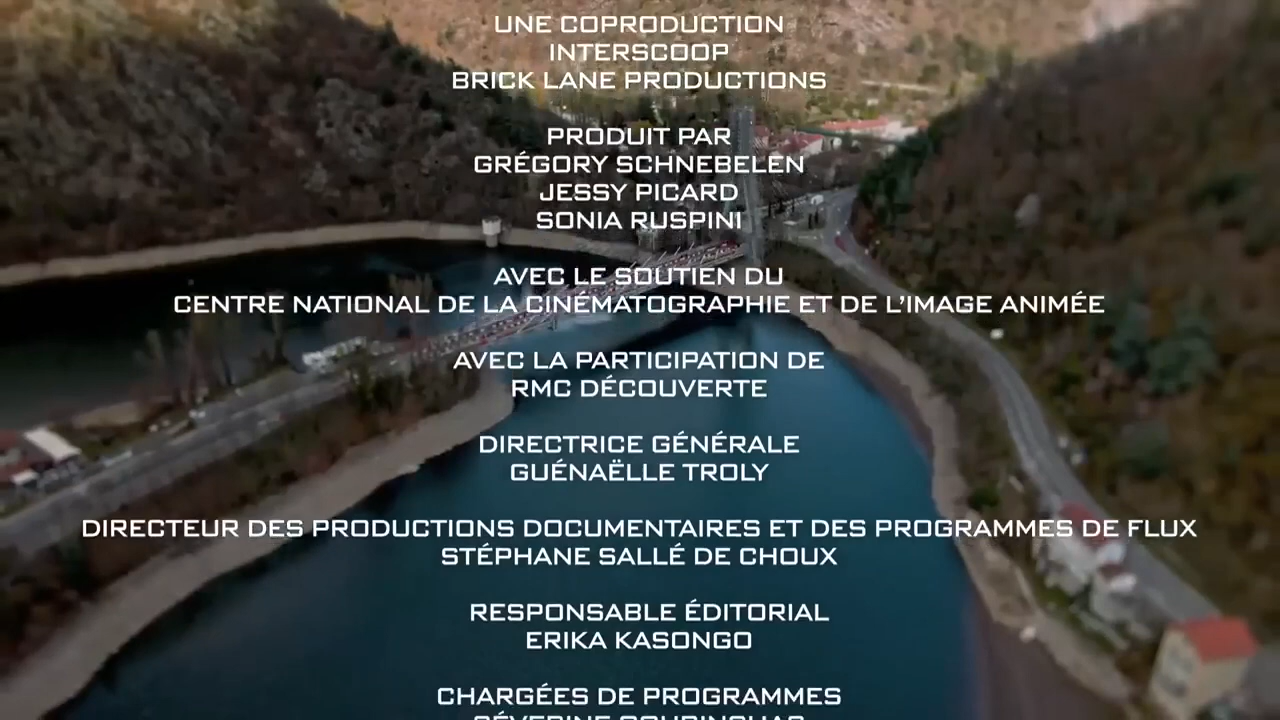 UNE COPRODUCTION
INTERSCOOP
BRICK LANE PRODUCTIONS
PRODUIT PAR
GRÉGORY SCHNEBELEN
JESSY PICARD
SONIA RUSPINI
AVEC LE SOUTIEN DU
CENTRE NATIONAL DE LA CINÉMATOGRAPHIE ET DE L'IMAGE ANIMÉE
AVEC LA PARTICIPATION DE
RMC DÉCOUVERTE
DIRECTRICE GÉNÉRALE
GUÉNAËLLE TROLY
DIRECTEUR DES PRODUCTIONS DOCUMENTAIRES ET DES PROGRAMMES DE FLUX
STÉPHANE SALLÉ DE CHOUX
RESPONSABLE ÉDITORIAL
ERIKA KASONGO
CHARGÉES DE PROGRAMMES